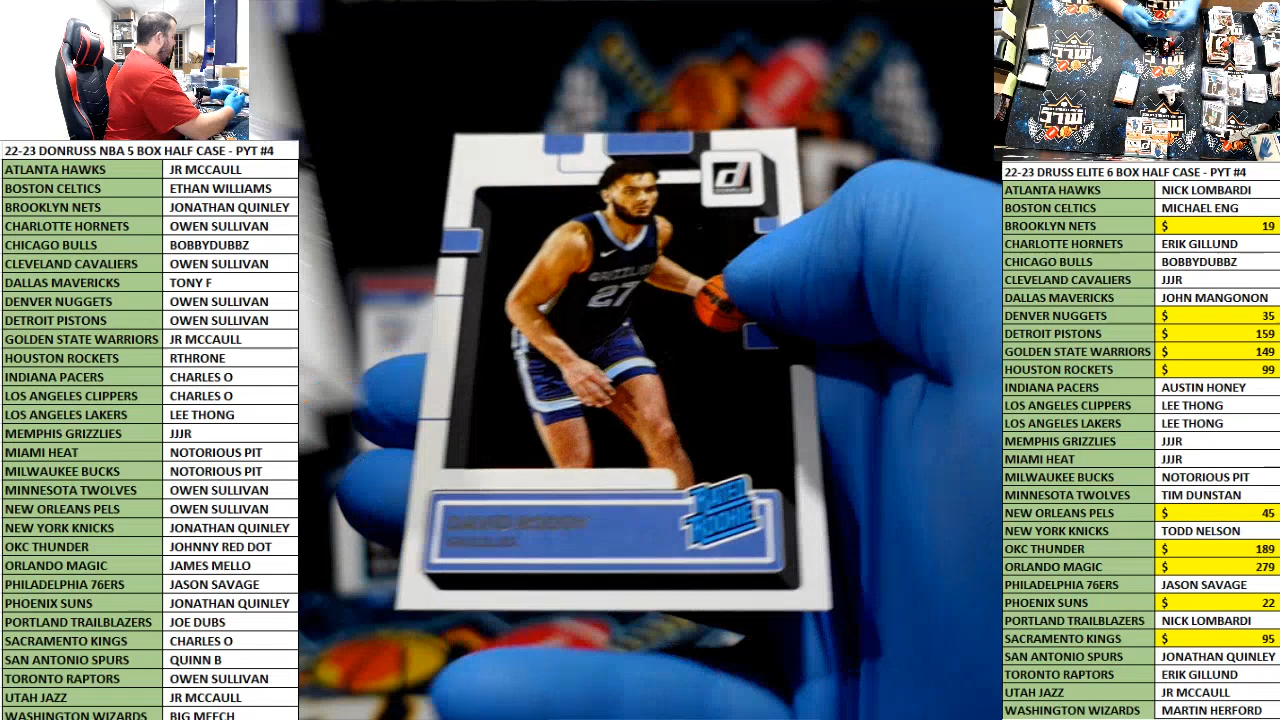 22-23 DONRUSS NBA 5 BOX HALF CASE - PYT #4
ATLANTA HAWKS JR MCCAULL
BOSTON CELTICS ETHAN WILLIAMS
BROOKLYN NETS JONATHAN QUINLEY
CHARLOTTE HORNETS OWEN SULLIVAN
CHICAGO BULLS BOBBYDUBBZ
CLEVELAND CAVALIERS OWEN SULLIVAN
DALLAS MAVERICKS TONY F
DENVER NUGGETS OWEN SULLIVAN
DETROIT PISTONS OWEN SULLIVAN
GOLDEN STATE WARRIORS JR MCCAULL
HOUSTON ROCKETS RTHRONE
INDIANA PACERS CHARLES O
LOS ANGELES CLIPPERS CHARLES O
LOS ANGELES LAKERS LEE THONG
MEMPHIS GRIZZLIES JJJR
MIAMI HEAT NOTORIOUS PIT
MILWAUKEE BUCKS NOTORIOUS PIT
MINNESOTA TWOLVES OWEN SULLIVAN
NEW ORLEANS PELS OWEN SULLIVAN
NEW YORK KNICKS JONATHAN QUINLEY
OKC THUNDER JOHNNY RED DOT
ORLANDO MAGIC JAMES MELLO
PHILADELPHIA 76ERS JASON SAVAGE
PHOENIX SUNS JONATHAN QUINLEY
PORTLAND TRAILBLAZERS JOE DUBS
SACRAMENTO KINGS CHARLES O
SAN ANTONIO SPURS QUINN B
TORONTO RAPTORS OWEN SULLIVAN
UTAH JAZZ JR MCCAULL
WASHINGTON WIZARDS BIG MEECH
GRIZZLIES
27
DAVID RODDY
GRIZZLIES
RATED
ROOKIE
MLC
22-23 DRUSS ELITE 6 BOX HALF CASE - PYT #4
ATLANTA HAWKS NICK LOMBARDI
BOSTON CELTICS MICHAEL ENG
BROOKLYN NETS $ 19
CHARLOTTE HORNETS ERIK GILLUND
CHICAGO BULLS BOBBYDUBBZ
CLEVELAND CAVALIERS JJJR
DALLAS MAVERICKS JOHN MANGONON
DENVER NUGGETS $ 35
DETROIT PISTONS $ 159
GOLDEN STATE WARRIORS $ 149
HOUSTON ROCKETS $ 99
INDIANA PACERS AUSTIN HONEY
LOS ANGELES CLIPPERS LEE THONG
LOS ANGELES LAKERS LEE THONG
MEMPHIS GRIZZLIES JJJR
MIAMI HEAT JJJR
MILWAUKEE BUCKS NOTORIOUS PIT
MINNESOTA TWOLVES TIM DUNSTAN
NEW ORLEANS PELS $ 45
NEW YORK KNICKS TODD NELSON
OKC THUNDER $ 189
ORLANDO MAGIC $ 279
PHILADELPHIA 76ERS JASON SAVAGE
PHOENIX SUNS $ 22
PORTLAND TRAILBLAZERS NICK LOMBARDI
SACRAMENTO KINGS $ 95
SAN ANTONIO SPURS JONATHAN QUINLEY
TORONTO RAPTORS ERIK GILLUND
UTAH JAZZ JR MCCAULL
WASHINGTON WIZARDS MARTIN HERFORD